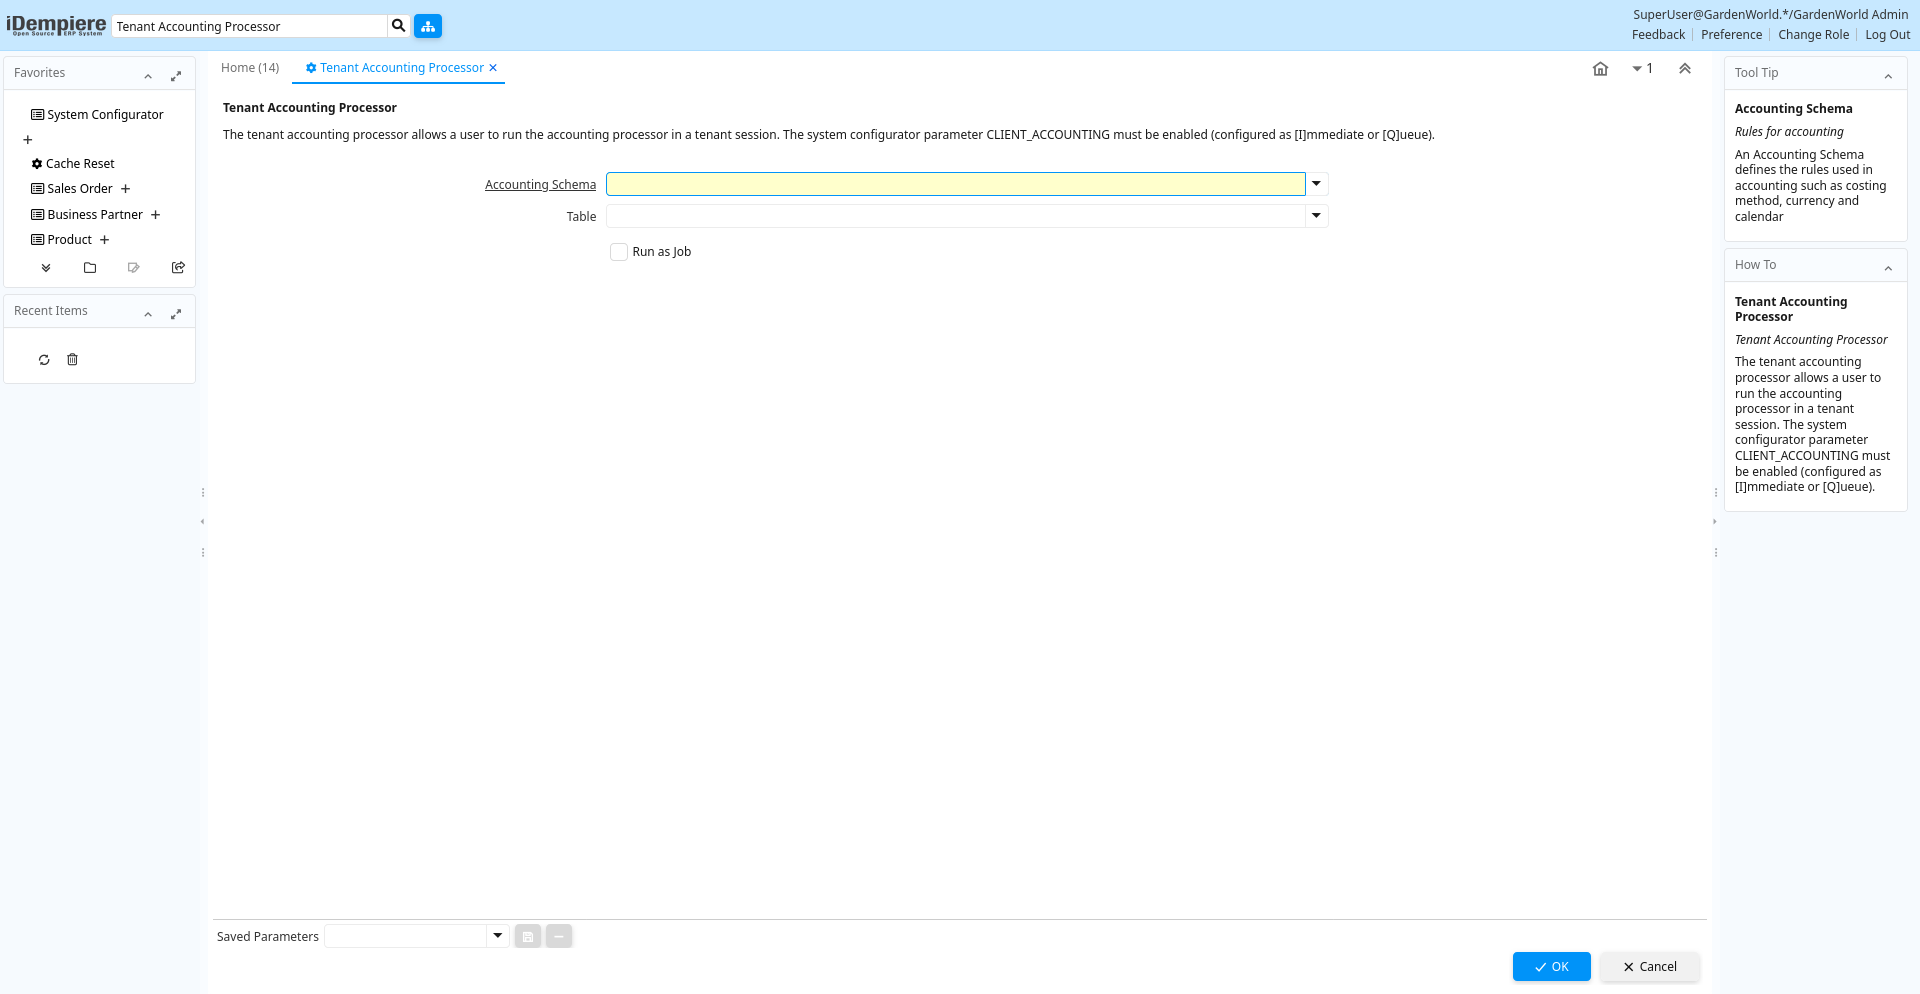 iDempiere
Open Source ERP System
Tenant Accounting Processor
SuperUser@GardenWorld.*/GardenWorld Admin
Feedback
Preference
Change Role
Log Out
Favorites
System Configurator
Cache Reset
Sales Order
Business Partner
Product
Recent Items
Home (14)
Tenant Accounting Processor
1
Tenant Accounting Processor
The tenant accounting processor allows a user to run the accounting processor in a tenant session. The system configurator parameter CLIENT_ACCOUNTING must be enabled (configured as [I]mmediate or [Q]ueue).
Accounting Schema
Table
Run as Job
Saved Parameters
OK
Cancel
Tool Tip
Accounting Schema
Rules for accounting
An Accounting Schema
defines the rules used in
accounting such as costing
method, currency and
calendar
How To
Tenant Accounting
Processor
Tenant Accounting Processor
The tenant accounting
processor allows a user to
run the accounting
processor in a tenant
session. The system
configurator parameter
CLIENT_ACCOUNTING must
be enabled (configured as
[I]mmediate or [Q]ueue).